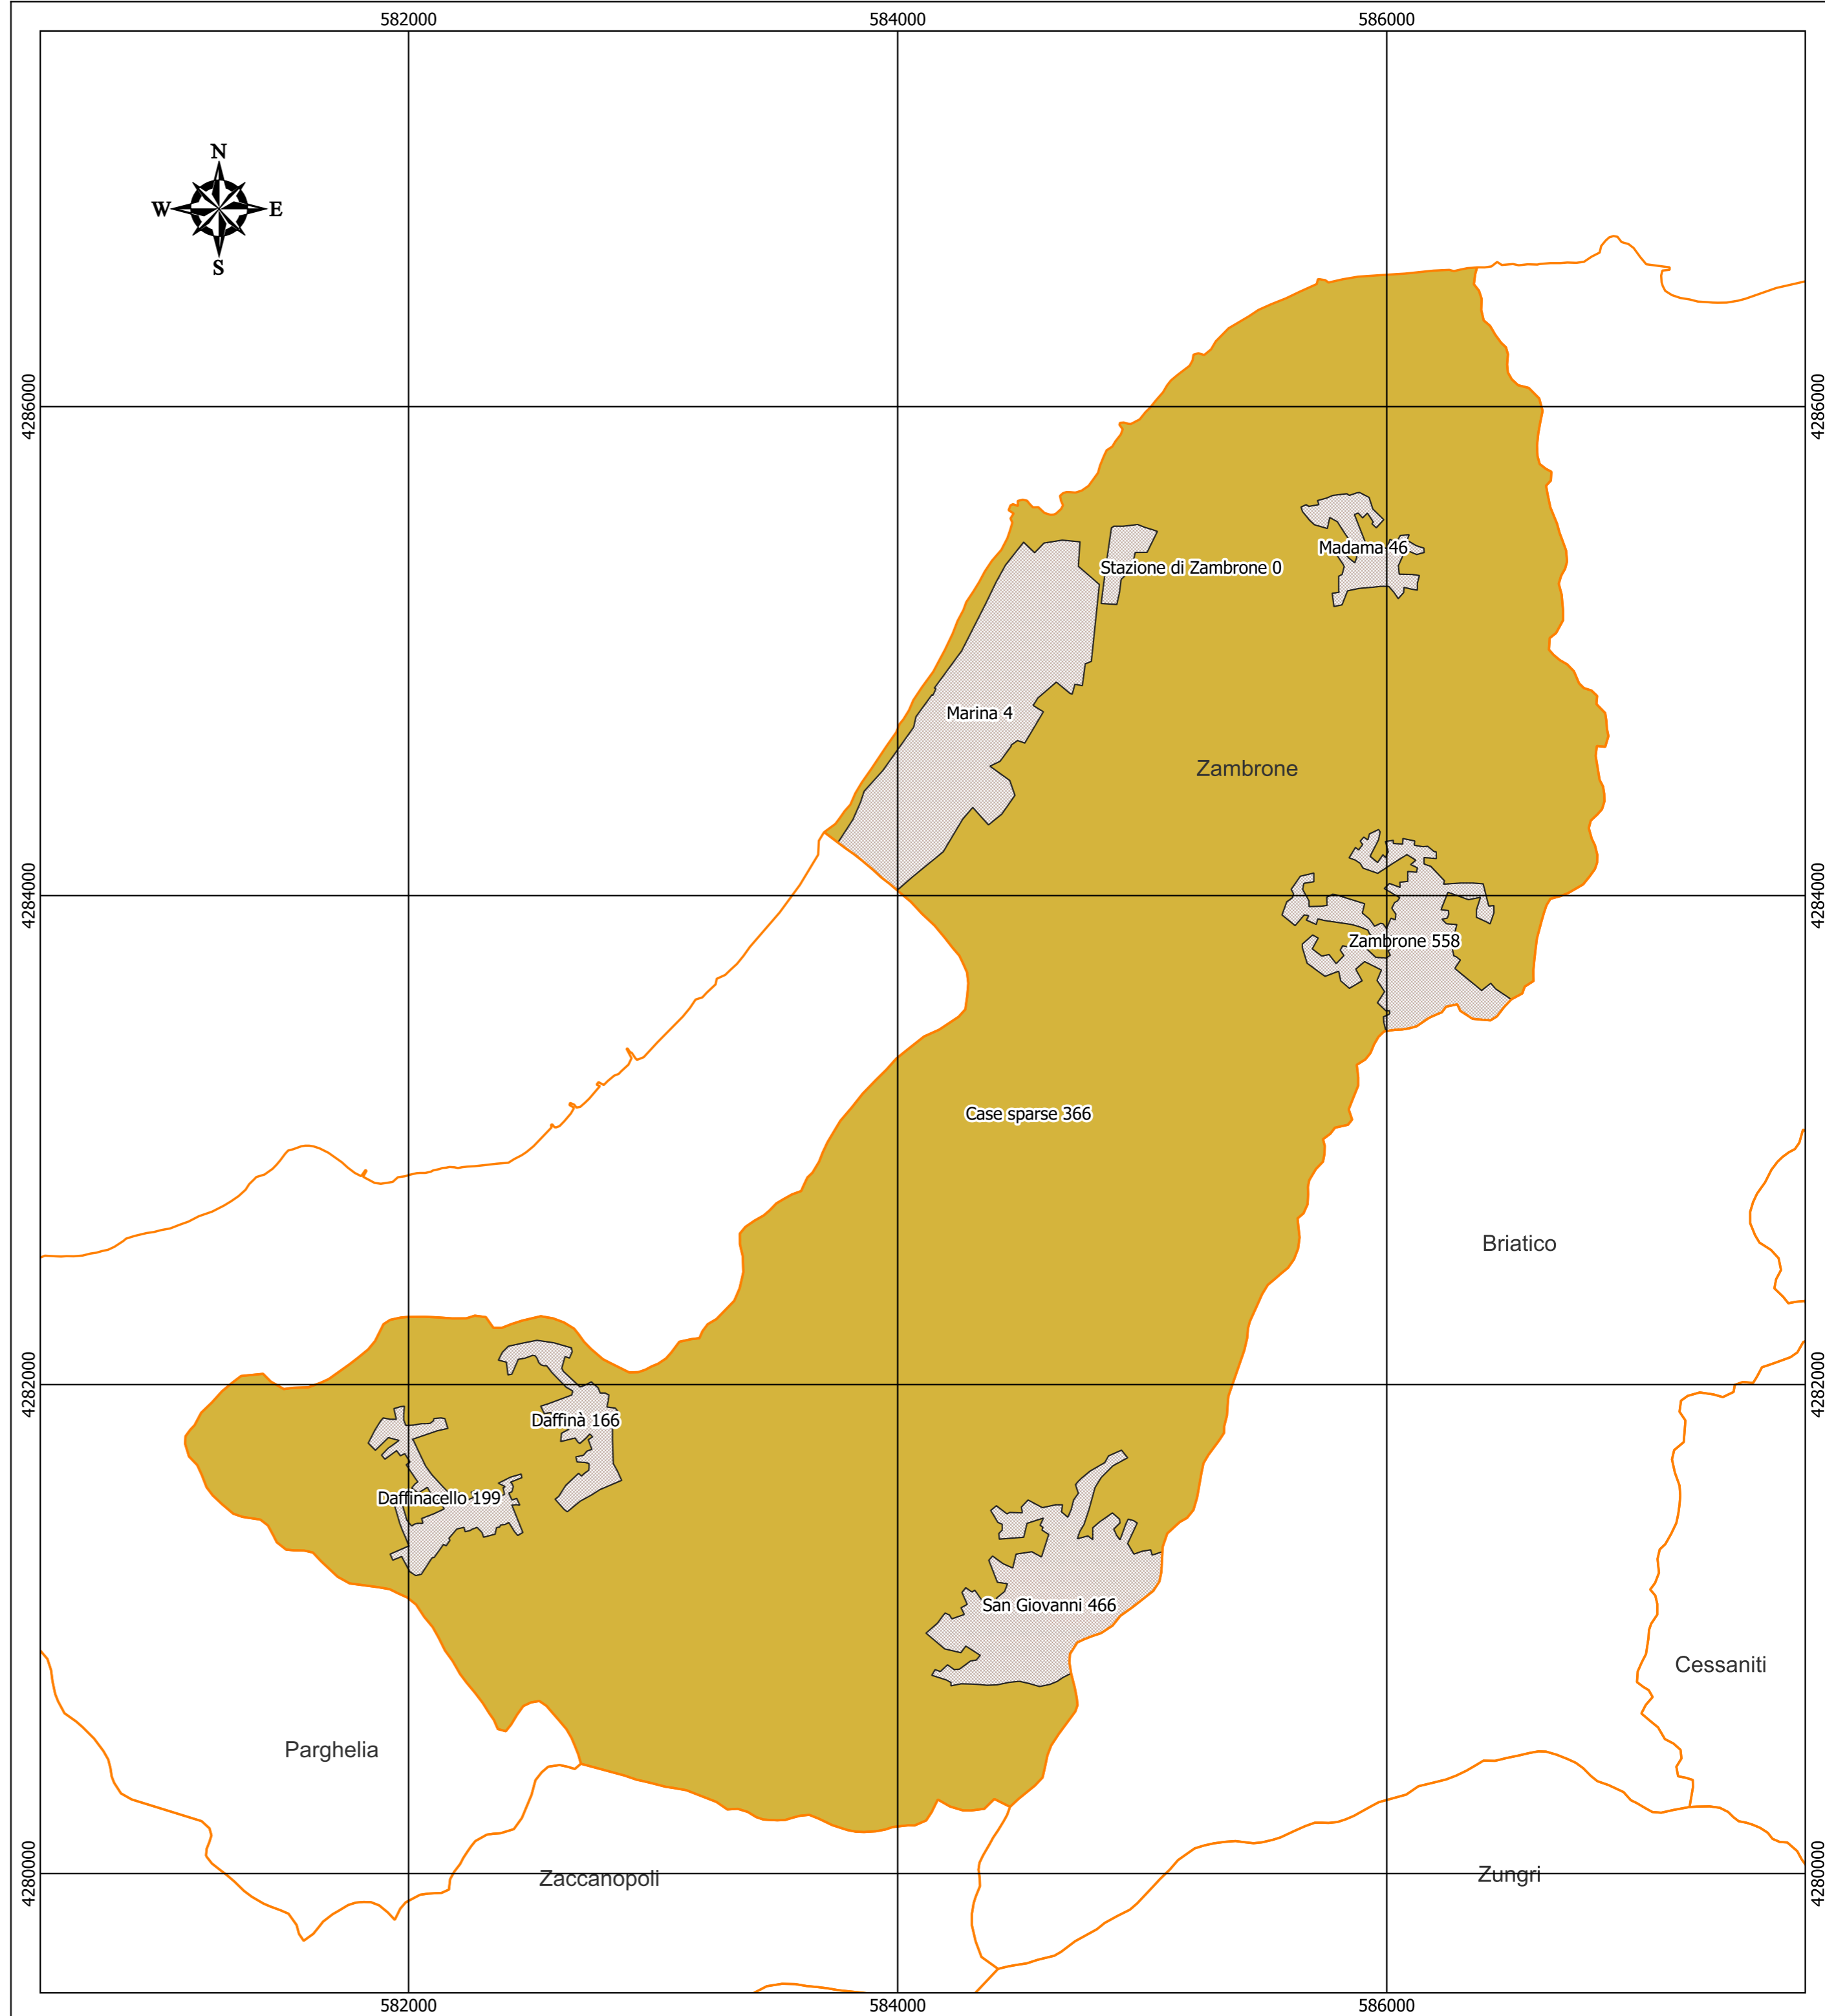 582000
584000
586000
N
W
E
S
4286000
4286000
Madama 46
Stazione di Zambrone 0
Marina 4
Zambrone
4284000
4284000
Zambrone 558
Case sparse 366
Briatico
4282000
4282000
Daffinà 166
Daffinacello 199
San Giovanni 466
Cessaniti
Parghelia
4280000
4280000
Zaccanopoli
Zungri
582000
584000
586000